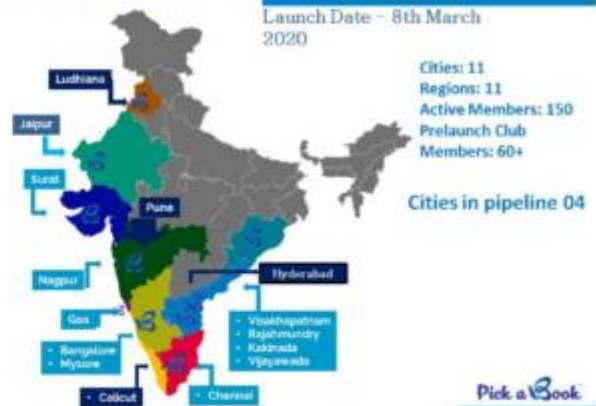 Launch Date - 8th March
2020
Cities: 11
Regions: 11
Active Members: 150
Prelaunch Club
Members: 60+
Cities in pipeline 04
Ludhiana
Jaipur
Surat
Pune
Nagpur
Hyderabad
Goa
• Visakhapatnam
• Rajahmundry
• Kakinada
• Vijayawada
• Bangalore
• Mysore
• Calicut
• Chennai
Pick a Book